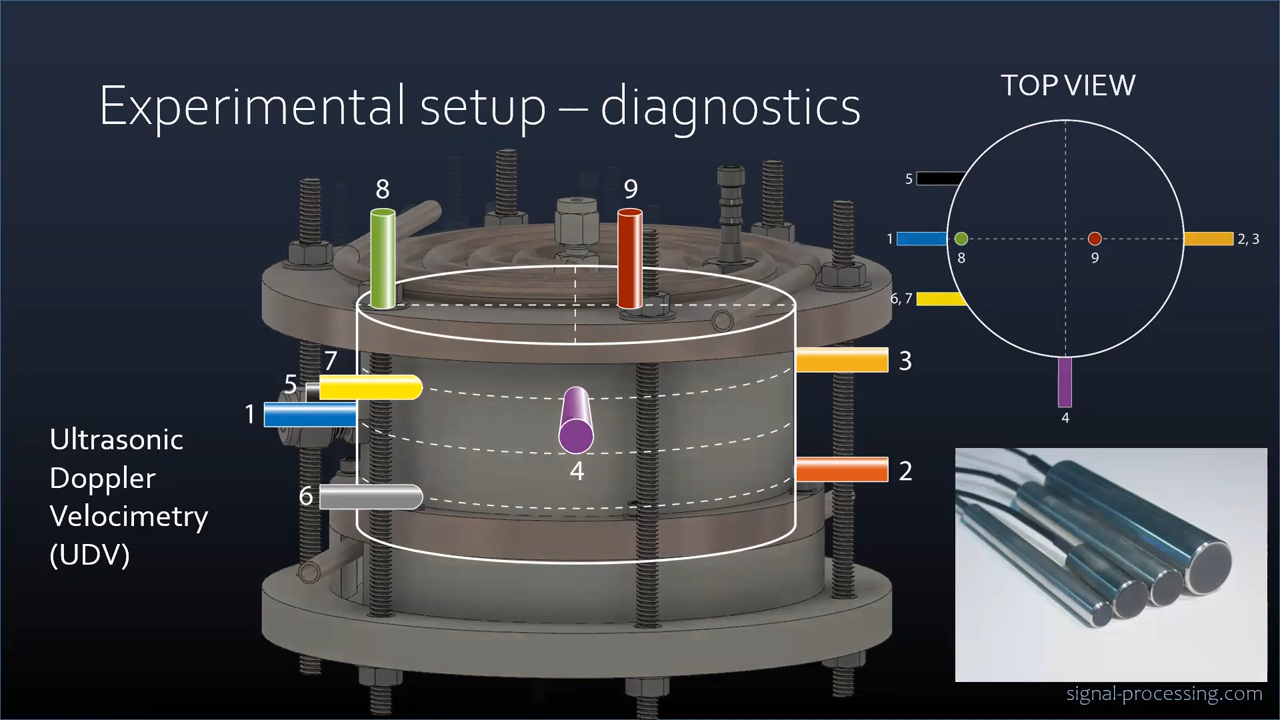 Experimental setup – diagnostics
TOP VIEW
8
9
5
1
8
9
2, 3
6, 7
4
7
5
1
3
4
6
2
Ultrasonic
Doppler
Velocimetry
(UDV)
signal-processing.com